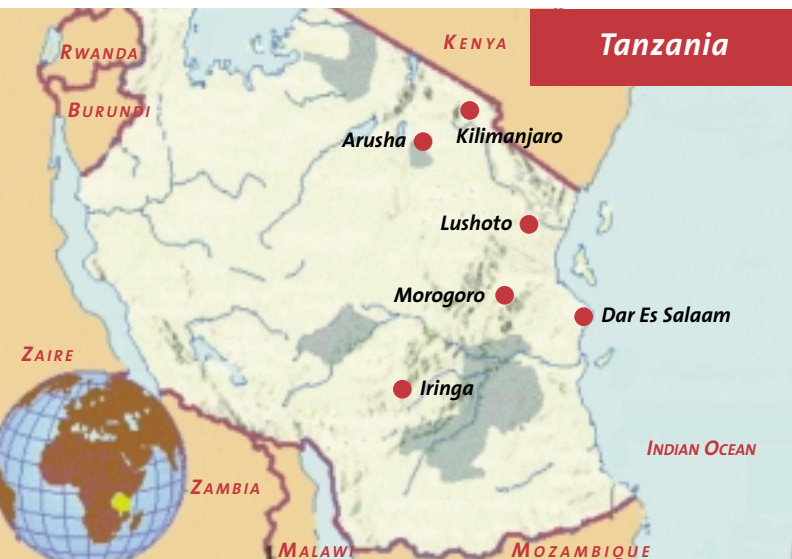 Tanzania
KENYA
RWANDA
BURUNDI
Kilimanjaro
Arusha
Lushoto
Morogoro
Dar Es Salaam
ZAIRE
Iringa
INDIAN OCEAN
ZAMBIA
MALAWI
MOZAMBIQUE